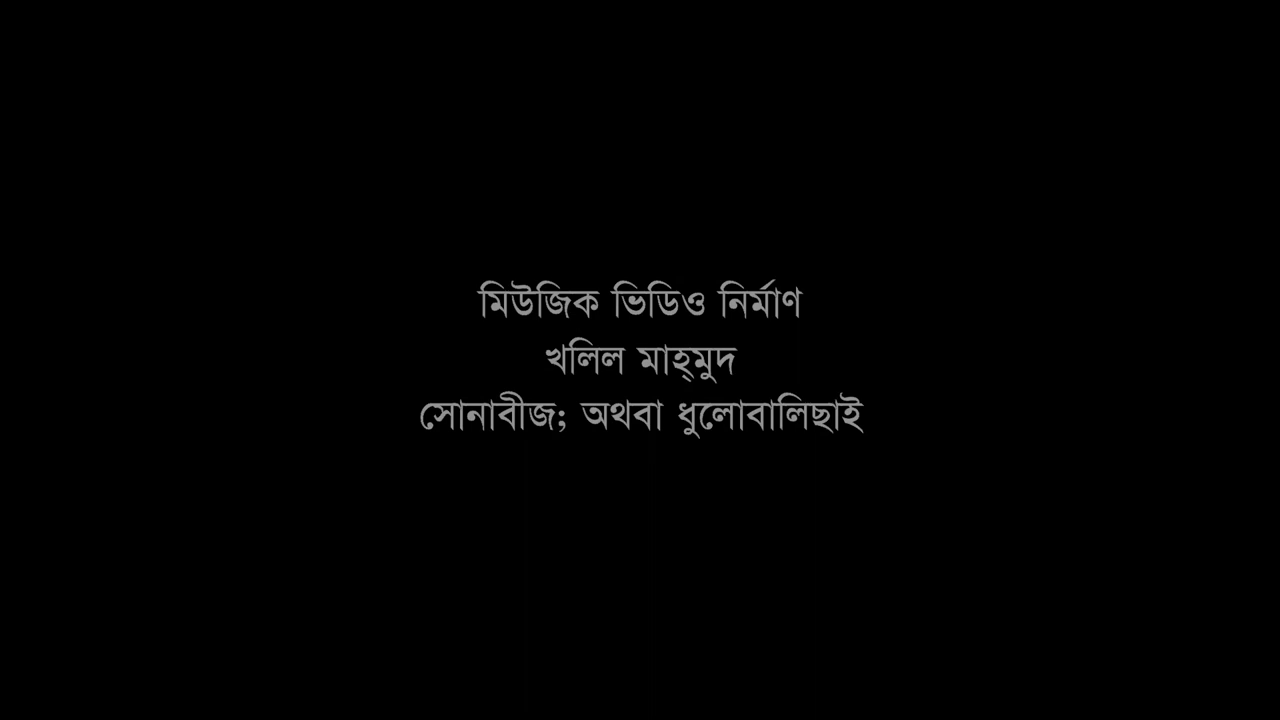 মিউজিক ভিডিও নির্মাণ
খলিল মাহ্‌মুদ
সোনাবীজ; অথবা ধুলোবালিছাই